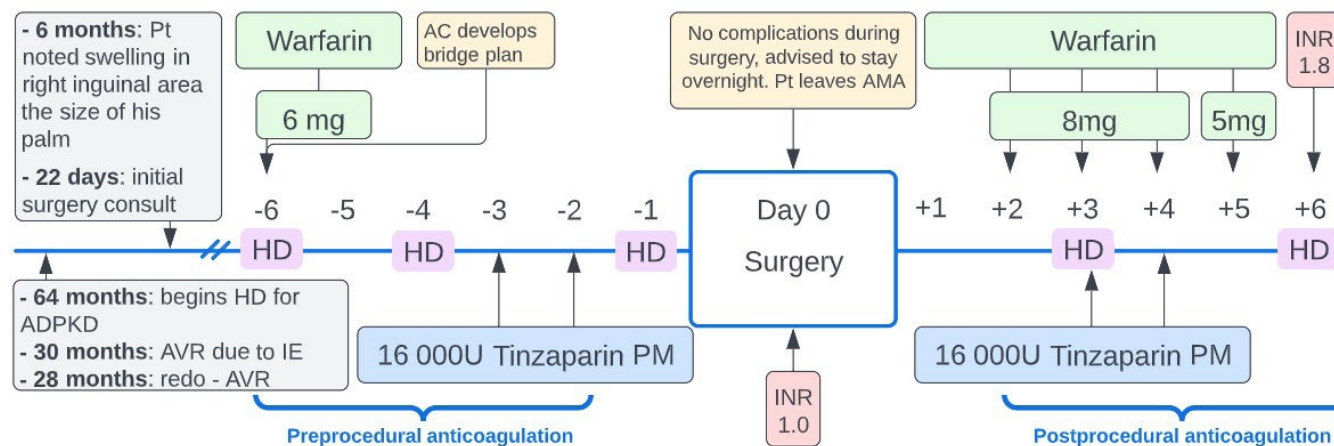 - 6 months: Pt
noted swelling in
right inguinal area
the size of his
palm
- 22 days: initial
surgery consult
Warfarin
6 mg
AC develops
bridge plan
No complications during
surgery, advised to stay
overnight. Pt leaves AMA
Warfarin
8mg
5mg
INR
1.8
-6 -5 -4 -3 -2 -1
Day 0
Surgery
+1 +2 +3 +4 +5 +6
HD HD HD HD HD
- 64 months: begins HD for
ADPKD
- 30 months: AVR due to IE
- 28 months: redo - AVR
16 000U Tinzaparin PM
INR
1.0
16 000U Tinzaparin PM
Preprocedural anticoagulation
Postprocedural anticoagulation